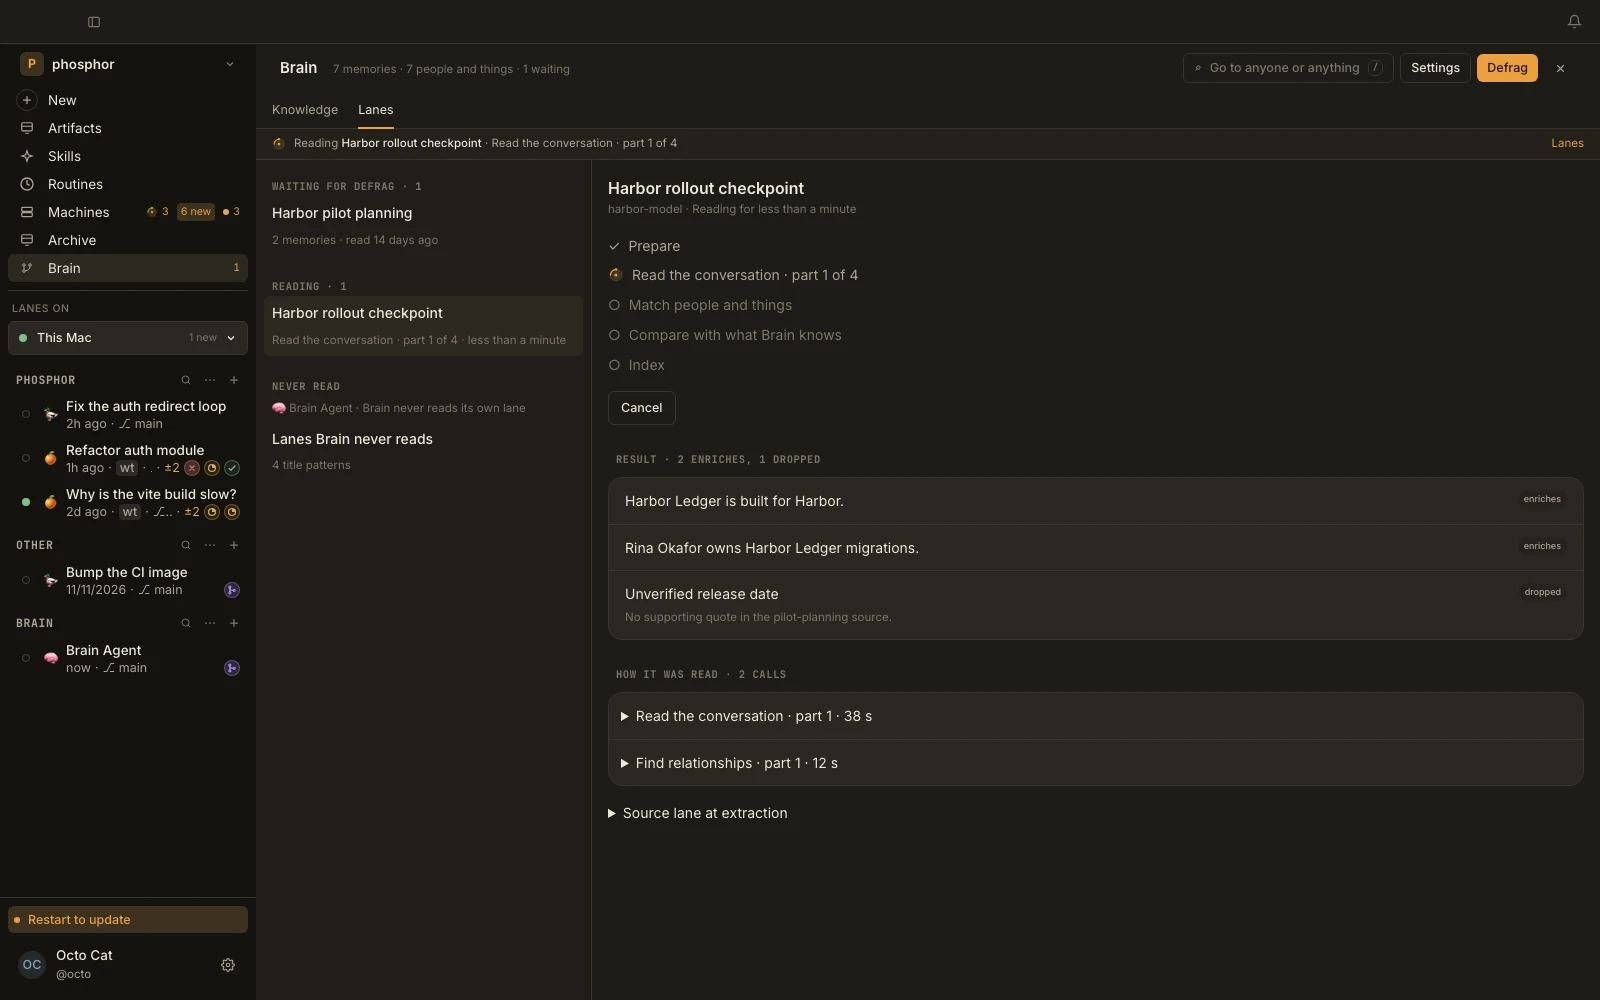 P phosphor
New
Artifacts
Skills
Routines
Machines 3 6 new 3
Archive
Brain 1
LANES ON
This Mac 1 new
PHOSPHOR
Fix the auth redirect loop
2h ago · main
Refactor auth module
1h ago · wt · . · ±2
Why is the vite build slow?
2d ago · wt · .. · ±2
OTHER
Bump the CI image
11/11/2026 · main
BRAIN
Brain Agent
now · main
Restart to update
OC Octo Cat
@octo
Brain 7 memories · 7 people and things · 1 waiting
Go to anyone or anything /
Settings
Defrag
Knowledge Lanes
Reading Harbor rollout checkpoint · Read the conversation · part 1 of 4
Lanes
WAITING FOR DEFRAG · 1
Harbor pilot planning
2 memories · read 14 days ago
READING · 1
Harbor rollout checkpoint
Read the conversation · part 1 of 4 · less than a minute
NEVER READ
Brain Agent · Brain never reads its own lane
Lanes Brain never reads
4 title patterns
Harbor rollout checkpoint
harbor-model · Reading for less than a minute
Prepare
Read the conversation · part 1 of 4
Match people and things
Compare with what Brain knows
Index
Cancel
RESULT · 2 ENRICHES, 1 DROPPED
Harbor Ledger is built for Harbor. enriches
Rina Okafor owns Harbor Ledger migrations. enriches
Unverified release date dropped
No supporting quote in the pilot-planning source.
HOW IT WAS READ · 2 CALLS
Read the conversation · part 1 · 38 s
Find relationships · part 1 · 12 s
Source lane at extraction